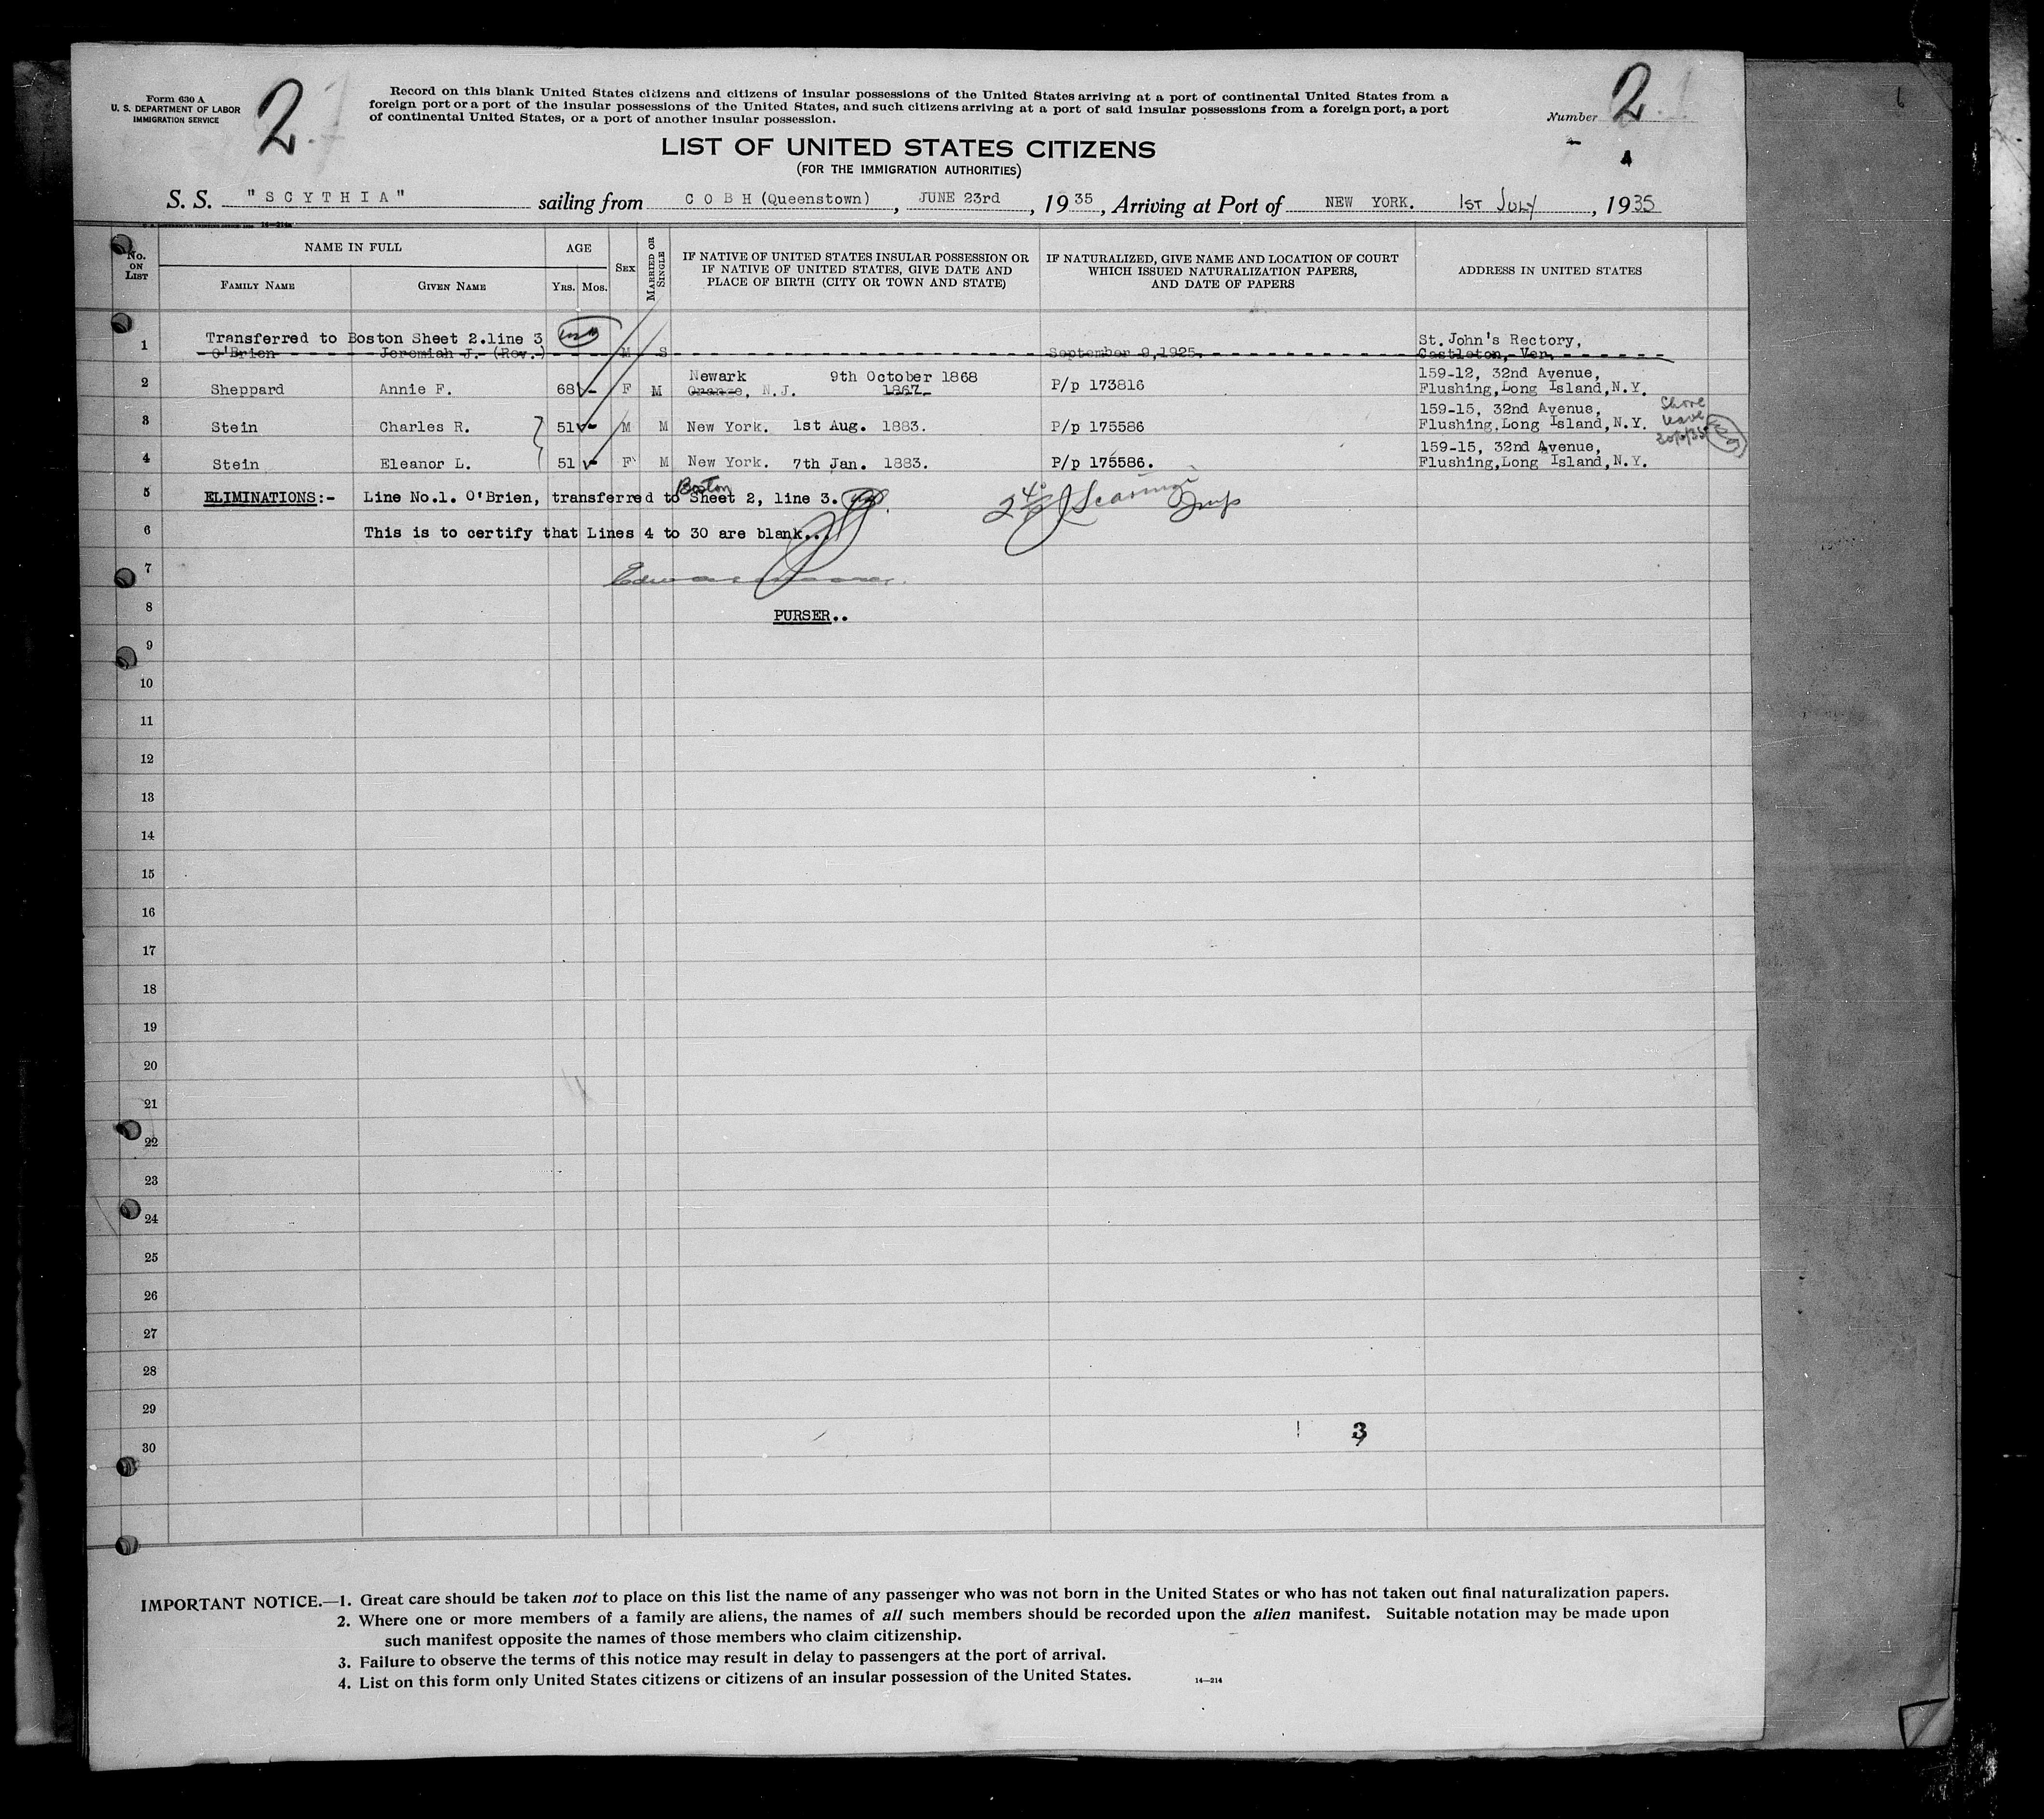 Form 630 A
U. S. DEPARTMENT OF LABOR
IMMIGRATION SERVICE
2
Record on this blank United States citizens and citizens of insular possessions of the United States arriving at a port of continental United States from a
foreign port or a port of the insular possessions of the United States, and such citizens arriving at a port of said insular possessions from a foreign port, a port
of continental United States, or a port of another insular possession.
Number 2
LIST OF UNITED STATES CITIZENS
(FOR THE IMMIGRATION AUTHORITIES)
S. S. "SCYTHIA" sailing from COBH (Queenstown), JUNE 23rd, 1935, Arriving at Port of NEW YORK. 1ST JULY, 1935
14—214a
No. ON LIST
NAME IN FULL
AGE
SEX
MARRIED OR SINGLE
IF NATIVE OF UNITED STATES INSULAR POSSESSION OR
IF NATIVE OF UNITED STATES, GIVE DATE AND
PLACE OF BIRTH (CITY OR TOWN AND STATE)
IF NATURALIZED, GIVE NAME AND LOCATION OF COURT
WHICH ISSUED NATURALIZATION PAPERS,
AND DATE OF PAPERS
ADDRESS IN UNITED STATES
FAMILY NAME GIVEN NAME YRS. MOS.
Transferred to Boston Sheet 2.line 3 St. John's Rectory,
1 O'Brien Jeremiah J. (Rev.) M S September 9,1925. Castleton, Ver.
Newark 9th October 1868 159-12, 32nd Avenue,
2 Sheppard Annie F. 68 F M Orange, N.J. 1867. P/p 173816 Flushing,Long Island,N.Y.
159-15, 32nd Avenue, Shore leave
3 Stein Charles R. 51 M M New York. 1st Aug. 1883. P/p 175586 Flushing,Long Island,N.Y.
159-15, 32nd Avenue,
4 Stein Eleanor L. 51 F M New York. 7th Jan. 1883. P/p 175586. Flushing,Long Island,N.Y.
Boston
5 ELIMINATIONS:- Line No.1. O'Brien, transferred to Sheet 2, line 3.
6 This is to certify that Lines 4 to 30 are blank...
7
8 PURSER..
9
10
11
12
13
14
15
16
17
18
19
20
21
22
23
24
25
26
27
28
29
3
30
IMPORTANT NOTICE.—1. Great care should be taken not to place on this list the name of any passenger who was not born in the United States or who has not taken out final naturalization papers.
2. Where one or more members of a family are aliens, the names of all such members should be recorded upon the alien manifest. Suitable notation may be made upon
such manifest opposite the names of those members who claim citizenship.
3. Failure to observe the terms of this notice may result in delay to passengers at the port of arrival.
4. List on this form only United States citizens or citizens of an insular possession of the United States.
14—214